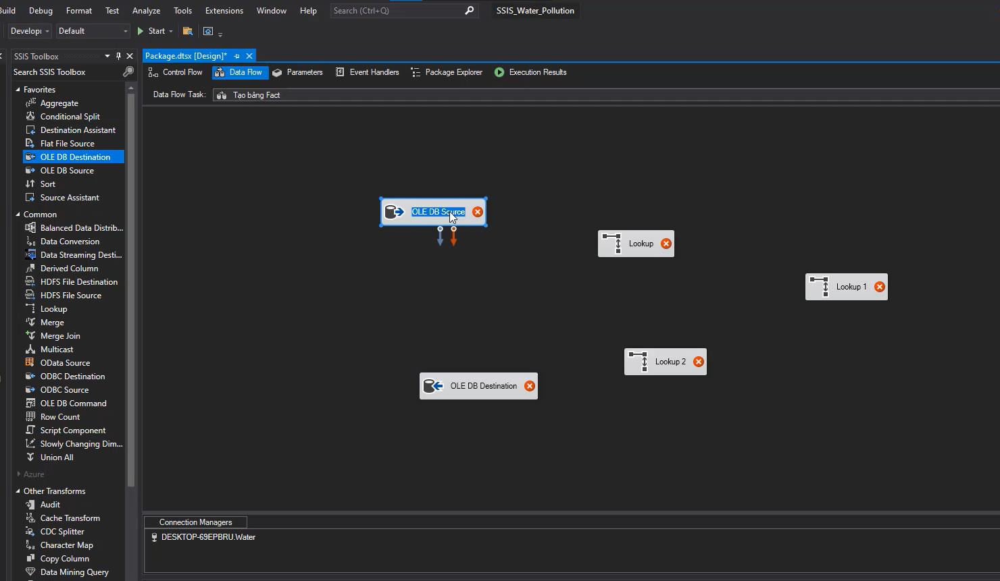 Build Debug Format Test Analyze Tools Extensions Window Help Search (Ctrl+Q) SSIS_Water_Pollution
Developı Default Start
SSIS Toolbox Package.dtsx [Design]*
Search SSIS Toolbox Control Flow Data Flow Parameters Event Handlers Package Explorer Execution Results
Data Flow Task: Tạo bảng Fact
Favorites
Aggregate
Conditional Split
Destination Assistant
Flat File Source
OLE DB Destination
OLE DB Source
Sort
Source Assistant
Common
Balanced Data Distrib...
Data Conversion
Data Streaming Desti...
Derived Column
HDFS File Destination
HDFS File Source
Lookup
Merge
Merge Join
Multicast
OData Source
ODBC Destination
ODBC Source
OLE DB Command
Row Count
Script Component
Slowly Changing Dim...
Union All
Azure
Other Transforms
Audit
Cache Transform
CDC Splitter
Character Map
Copy Column
Data Mining Query
OLE DB Source
Lookup
Lookup 1
Lookup 2
OLE DB Destination
Connection Managers
DESKTOP-69EPBRU.Water